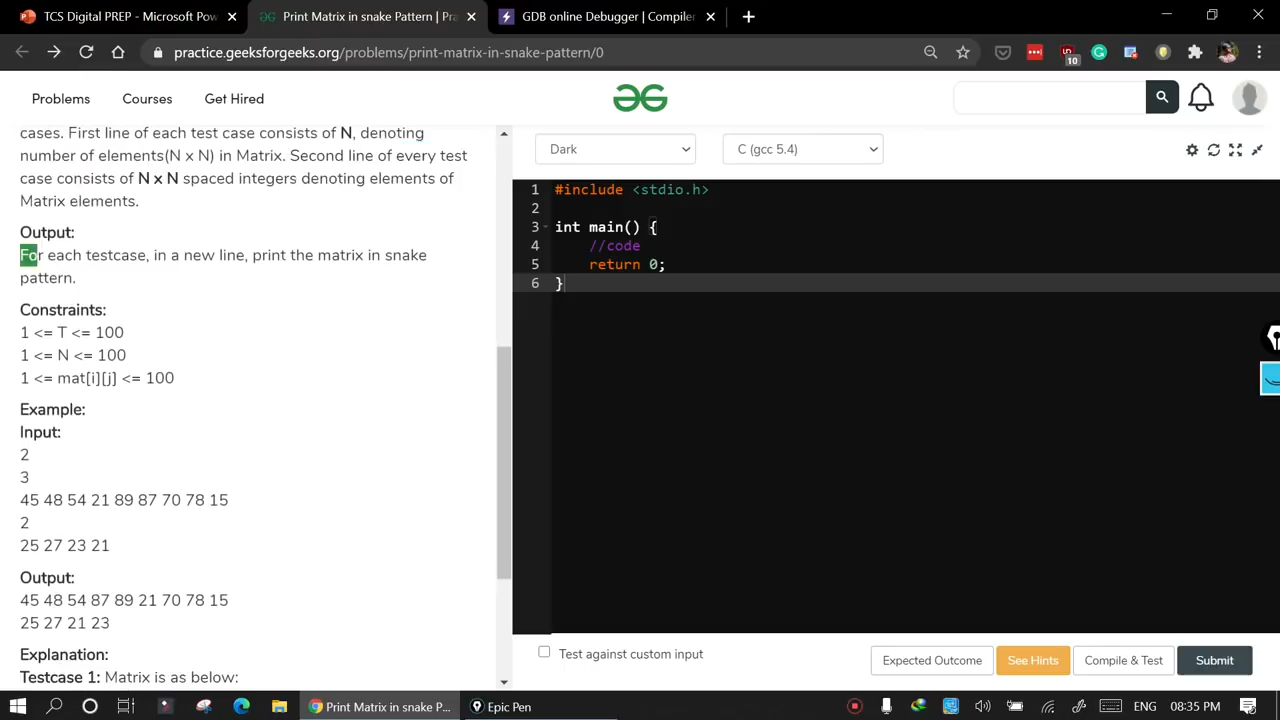 TCS Digital PREP - Microsoft Pow
Print Matrix in snake Pattern | Pra
GDB online Debugger | Compiler
practice.geeksforgeeks.org/problems/print-matrix-in-snake-pattern/0
10
Problems
Courses
Get Hired
cases. First line of each test case consists of N, denoting
number of elements(N x N) in Matrix. Second line of every test
case consists of N x N spaced integers denoting elements of
Matrix elements.
Output:
For each testcase, in a new line, print the matrix in snake
pattern.
Constraints:
1 <= T <= 100
1 <= N <= 100
1 <= mat[i][j] <= 100
Example:
Input:
2
3
45 48 54 21 89 87 70 78 15
2
25 27 23 21
Output:
45 48 54 87 89 21 70 78 15
25 27 21 23
Explanation:
Testcase 1: Matrix is as below:
Dark
C (gcc 5.4)
1 #include <stdio.h>
2
3 int main() {
4 //code
5 return 0;
6 }
Test against custom input
Expected Outcome
See Hints
Compile & Test
Submit
Print Matrix in snake P...
Epic Pen
ENG
08:35 PM